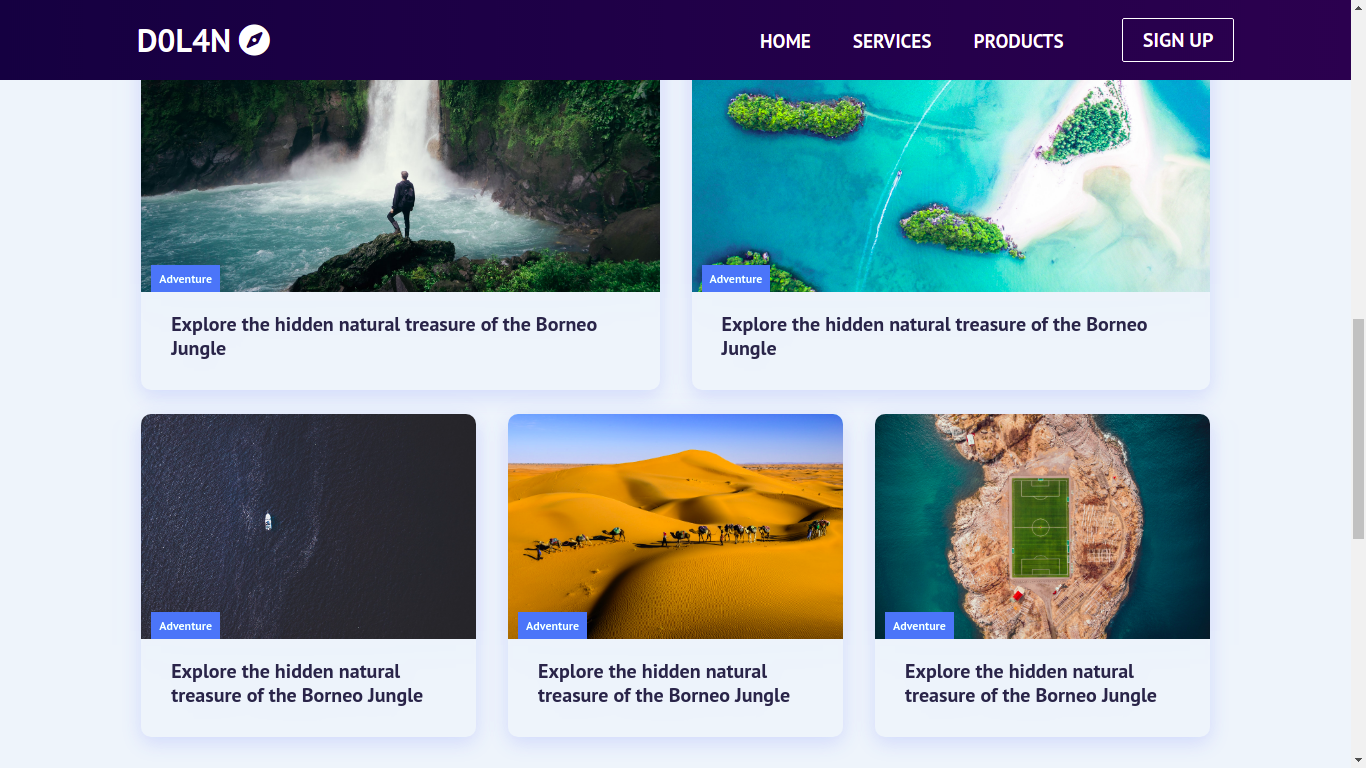 D0L4N
HOME
SERVICES
PRODUCTS
SIGN UP
Adventure
Explore the hidden natural treasure of the Borneo
Jungle
Adventure
Explore the hidden natural treasure of the Borneo
Jungle
Adventure
Explore the hidden natural
treasure of the Borneo Jungle
Adventure
Explore the hidden natural
treasure of the Borneo Jungle
Adventure
Explore the hidden natural
treasure of the Borneo Jungle